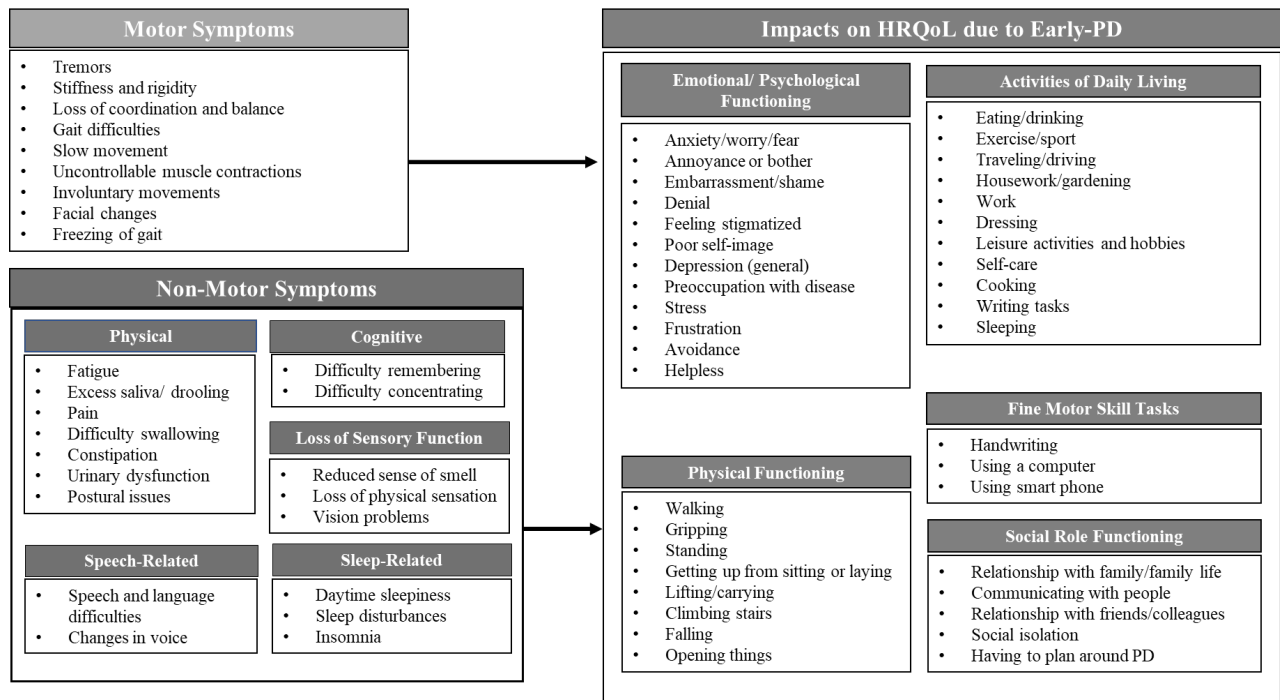 Motor Symptoms
• Tremors
• Stiffness and rigidity
• Loss of coordination and balance
• Gait difficulties
• Slow movement
• Uncontrollable muscle contractions
• Involuntary movements
• Facial changes
• Freezing of gait
Non-Motor Symptoms
Physical
• Fatigue
• Excess saliva/ drooling
• Pain
• Difficulty swallowing
• Constipation
• Urinary dysfunction
• Postural issues
Cognitive
• Difficulty remembering
• Difficulty concentrating
Loss of Sensory Function
• Reduced sense of smell
• Loss of physical sensation
• Vision problems
Speech-Related
• Speech and language
difficulties
• Changes in voice
Sleep-Related
• Daytime sleepiness
• Sleep disturbances
• Insomnia
Impacts on HRQoL due to Early-PD
Emotional/ Psychological
Functioning
• Anxiety/worry/fear
• Annoyance or bother
• Embarrassment/shame
• Denial
• Feeling stigmatized
• Poor self-image
• Depression (general)
• Preoccupation with disease
• Stress
• Frustration
• Avoidance
• Helpless
Physical Functioning
• Walking
• Gripping
• Standing
• Getting up from sitting or laying
• Lifting/carrying
• Climbing stairs
• Falling
• Opening things
Activities of Daily Living
• Eating/drinking
• Exercise/sport
• Traveling/driving
• Housework/gardening
• Work
• Dressing
• Leisure activities and hobbies
• Self-care
• Cooking
• Writing tasks
• Sleeping
Fine Motor Skill Tasks
• Handwriting
• Using a computer
• Using smart phone
Social Role Functioning
• Relationship with family/family life
• Communicating with people
• Relationship with friends/colleagues
• Social isolation
• Having to plan around PD